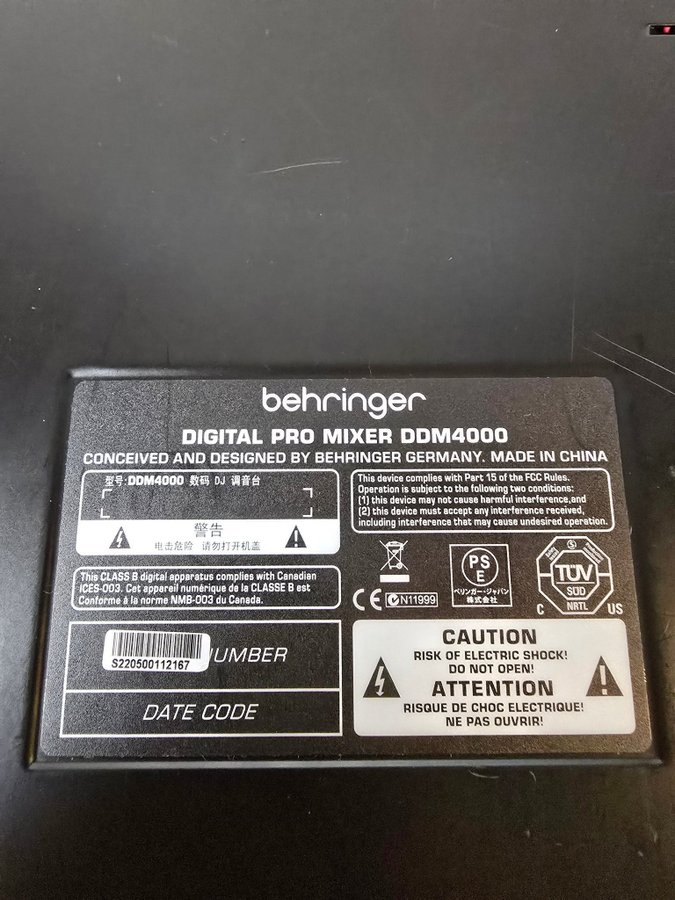 behringer
DIGITAL PRO MIXER DDM4000
CONCEIVED AND DESIGNED BY BEHRINGER GERMANY. MADE IN CHINA
型号:DDM4000 数码 DJ 调音台
警告
电击危险 请勿打开机盖
This device complies with Part 15 of the FCC Rules.
Operation is subject to the following two conditions:
(1) this device may not cause harmful interference,and
(2) this device must accept any interference received,
including interference that may cause undesired operation.
This CLASS B digital apparatus complies with Canadian
ICES-003. Cet appareil numérique de la CLASSE B est
Conforme à la norme NMB-003 du Canada.
CE N11999
PS
E
ベリンガー・ジャパン
株式会社
TÜV
SÜD
NRTL
C US
S220500112167
UMBER
DATE CODE
CAUTION
RISK OF ELECTRIC SHOCK!
DO NOT OPEN!
ATTENTION
RISQUE DE CHOC ELECTRIQUE!
NE PAS OUVRIR!